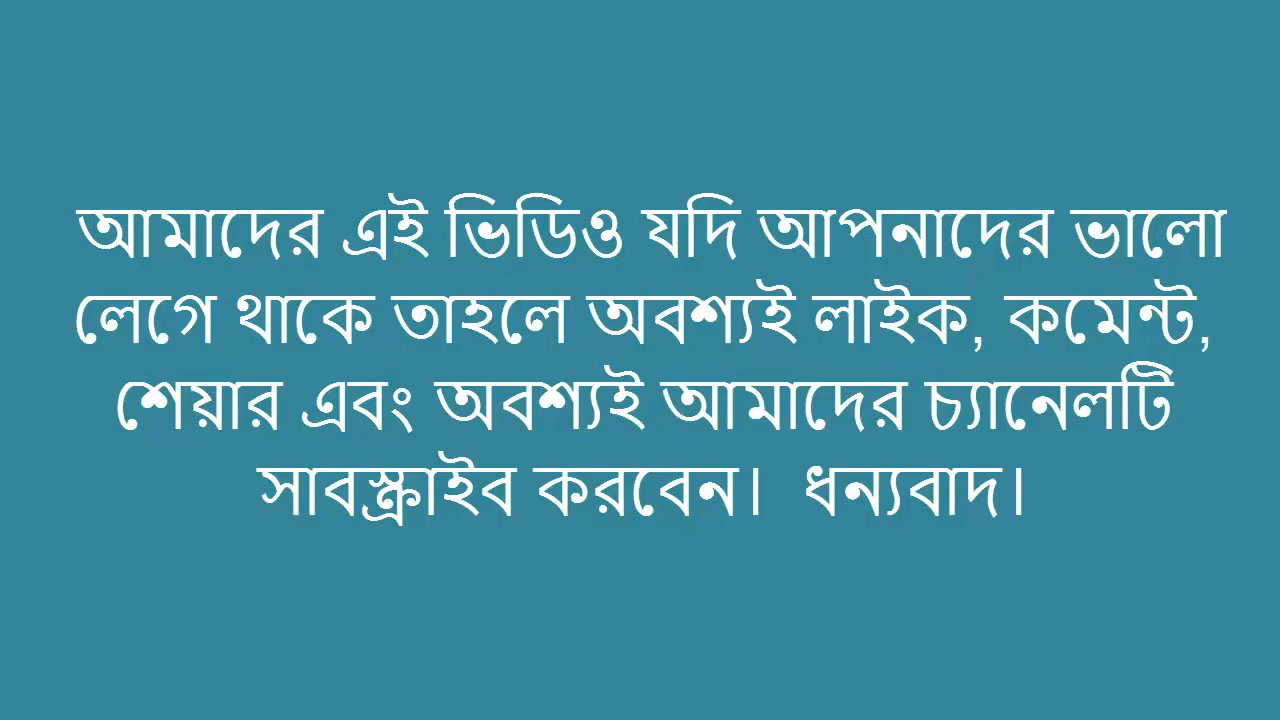 আমাদের এই ভিডিও যদি আপনাদের ভালো
লেগে থাকে তাহলে অবশ্যই লাইক, কমেন্ট,
শেয়ার এবং অবশ্যই আমাদের চ্যানেলটি
সাবস্ক্রাইব করবেন।  ধন্যবাদ।